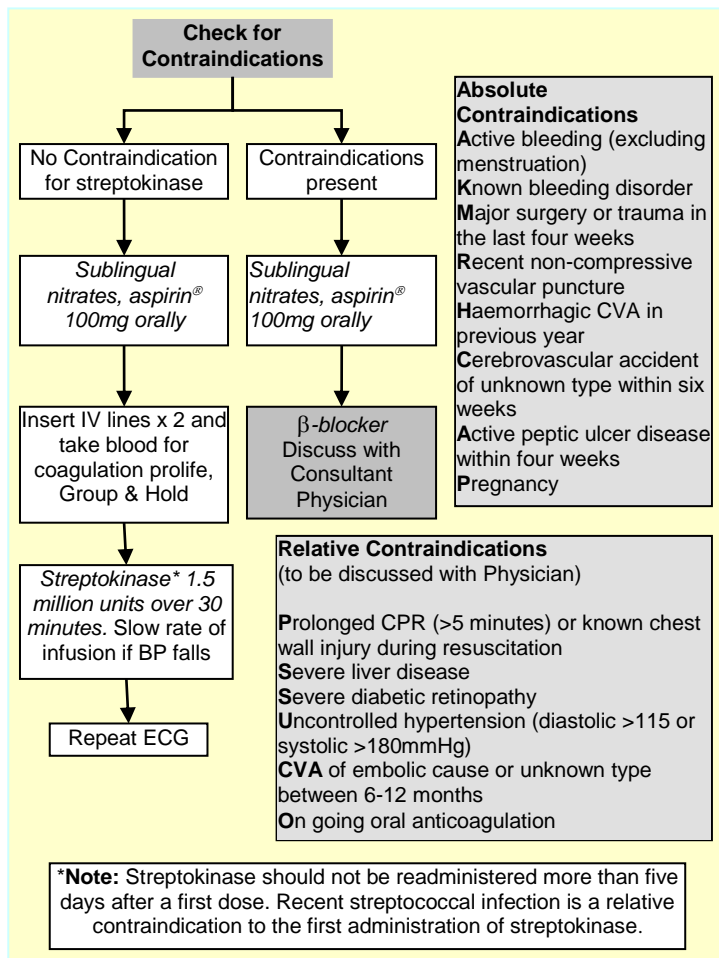 Check for
Contraindications
No Contraindication
for streptokinase
Contraindications
present
Sublingual
nitrates, aspirin®
100mg orally
Sublingual
nitrates, aspirin®
100mg orally
Insert IV lines x 2 and
take blood for
coagulation prolife,
Group & Hold
β-blocker
Discuss with
Consultant
Physician
Streptokinase* 1.5
million units over 30
minutes. Slow rate of
infusion if BP falls
Repeat ECG
Absolute
Contraindications
Active bleeding (excluding
menstruation)
Known bleeding disorder
Major surgery or trauma in
the last four weeks
Recent non-compressive
vascular puncture
Haemorrhagic CVA in
previous year
Cerebrovascular accident
of unknown type within six
weeks
Active peptic ulcer disease
within four weeks
Pregnancy
Relative Contraindications
(to be discussed with Physician)
Prolonged CPR (>5 minutes) or known chest
wall injury during resuscitation
Severe liver disease
Severe diabetic retinopathy
Uncontrolled hypertension (diastolic >115 or
systolic >180mmHg)
CVA of embolic cause or unknown type
between 6-12 months
On going oral anticoagulation
*Note: Streptokinase should not be readministered more than five
days after a first dose. Recent streptococcal infection is a relative
contraindication to the first administration of streptokinase.